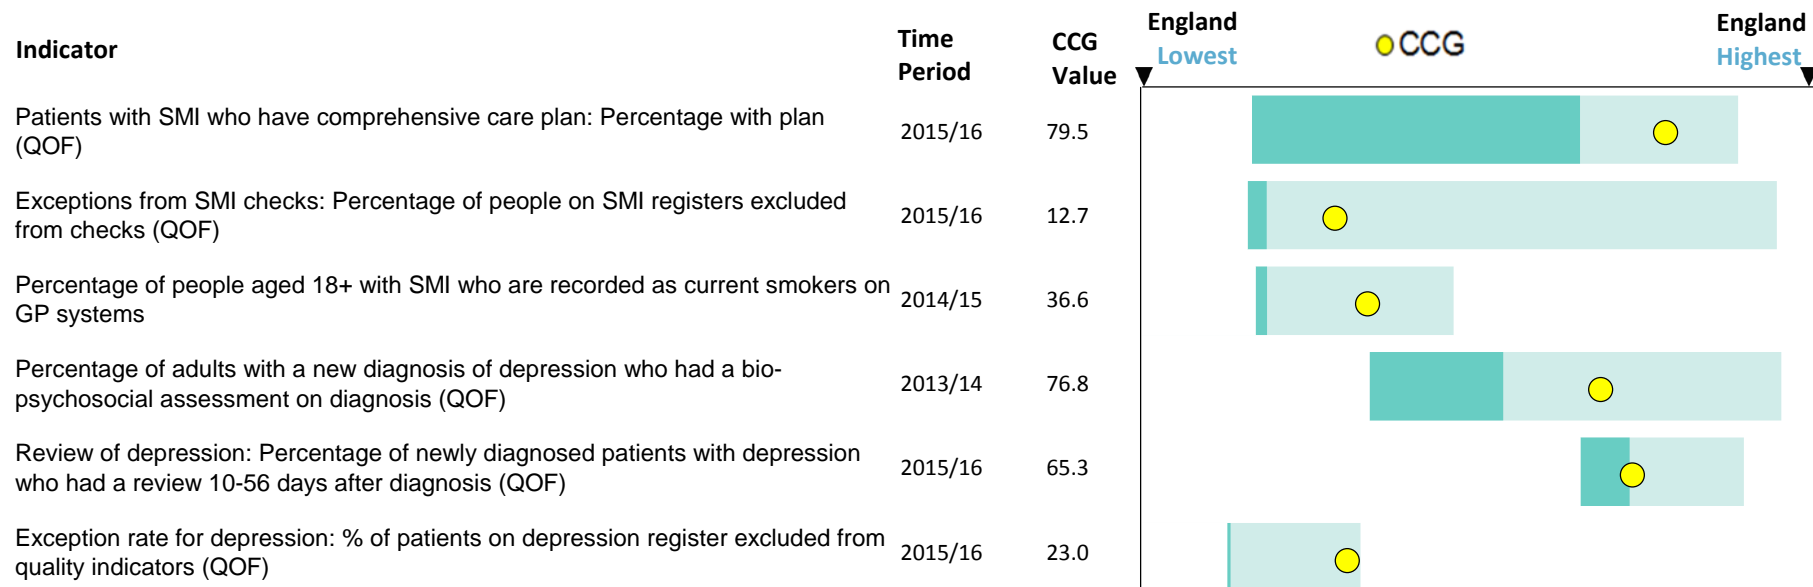 Indicator
Time Period
CCG Value
England Lowest
CCG
England Highest
Patients with SMI who have comprehensive care plan: Percentage with plan
(QOF)
2015/16
79.5
Exceptions from SMI checks: Percentage of people on SMI registers excluded
from checks (QOF)
2015/16
12.7
Percentage of people aged 18+ with SMI who are recorded as current smokers on
GP systems
2014/15
36.6
Percentage of adults with a new diagnosis of depression who had a bio-
psychosocial assessment on diagnosis (QOF)
2013/14
76.8
Review of depression: Percentage of newly diagnosed patients with depression
who had a review 10-56 days after diagnosis (QOF)
2015/16
65.3
Exception rate for depression: % of patients on depression register excluded from
quality indicators (QOF)
2015/16
23.0